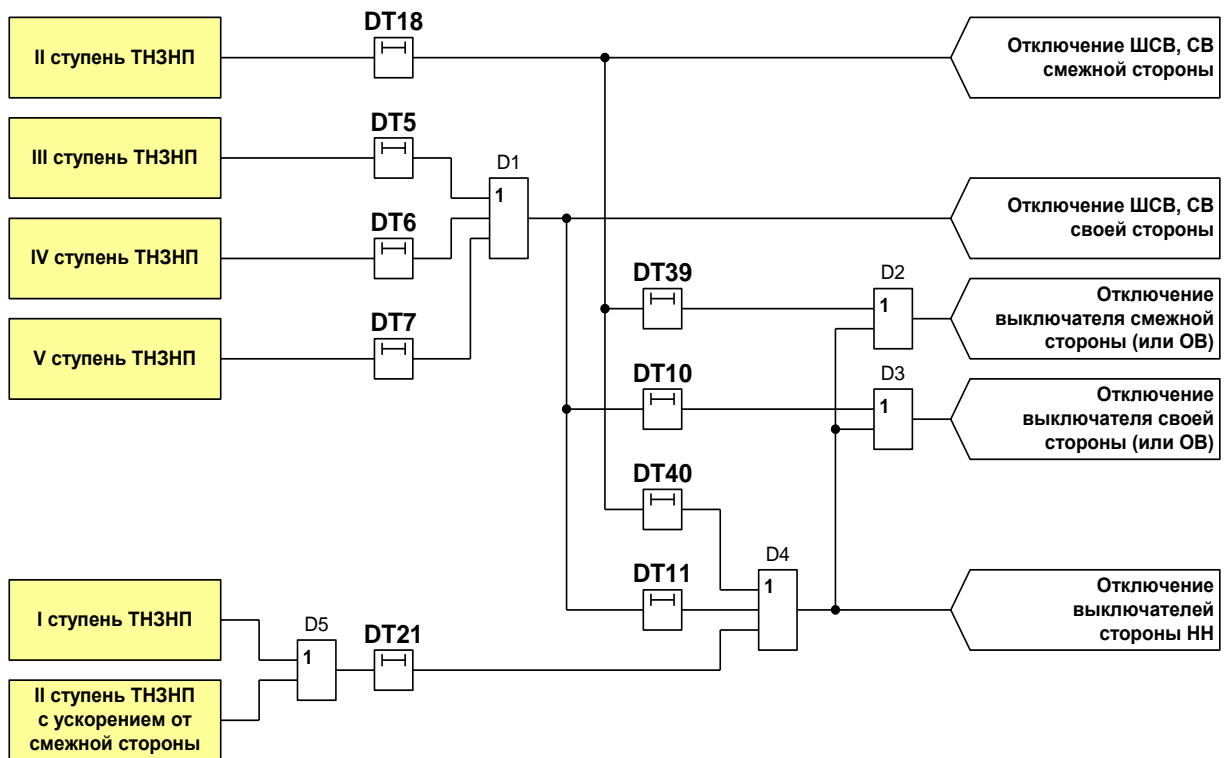 DT18
II ступень ТНЗНП
Отключение ШСВ, СВ
смежной стороны
DT5
III ступень ТНЗНП
D1
1
DT6
IV ступень ТНЗНП
Отключение ШСВ, СВ
своей стороны
DT7
V ступень ТНЗНП
DT39
D2
1
Отключение
выключателя смежной
стороны (или ОВ)
DT10
D3
1
Отключение
выключателя своей
стороны (или ОВ)
DT40
D4
1
DT11
Отключение
выключателей
стороны НН
I ступень ТНЗНП
D5
1
DT21
II ступень ТНЗНП
с ускорением от
смежной стороны